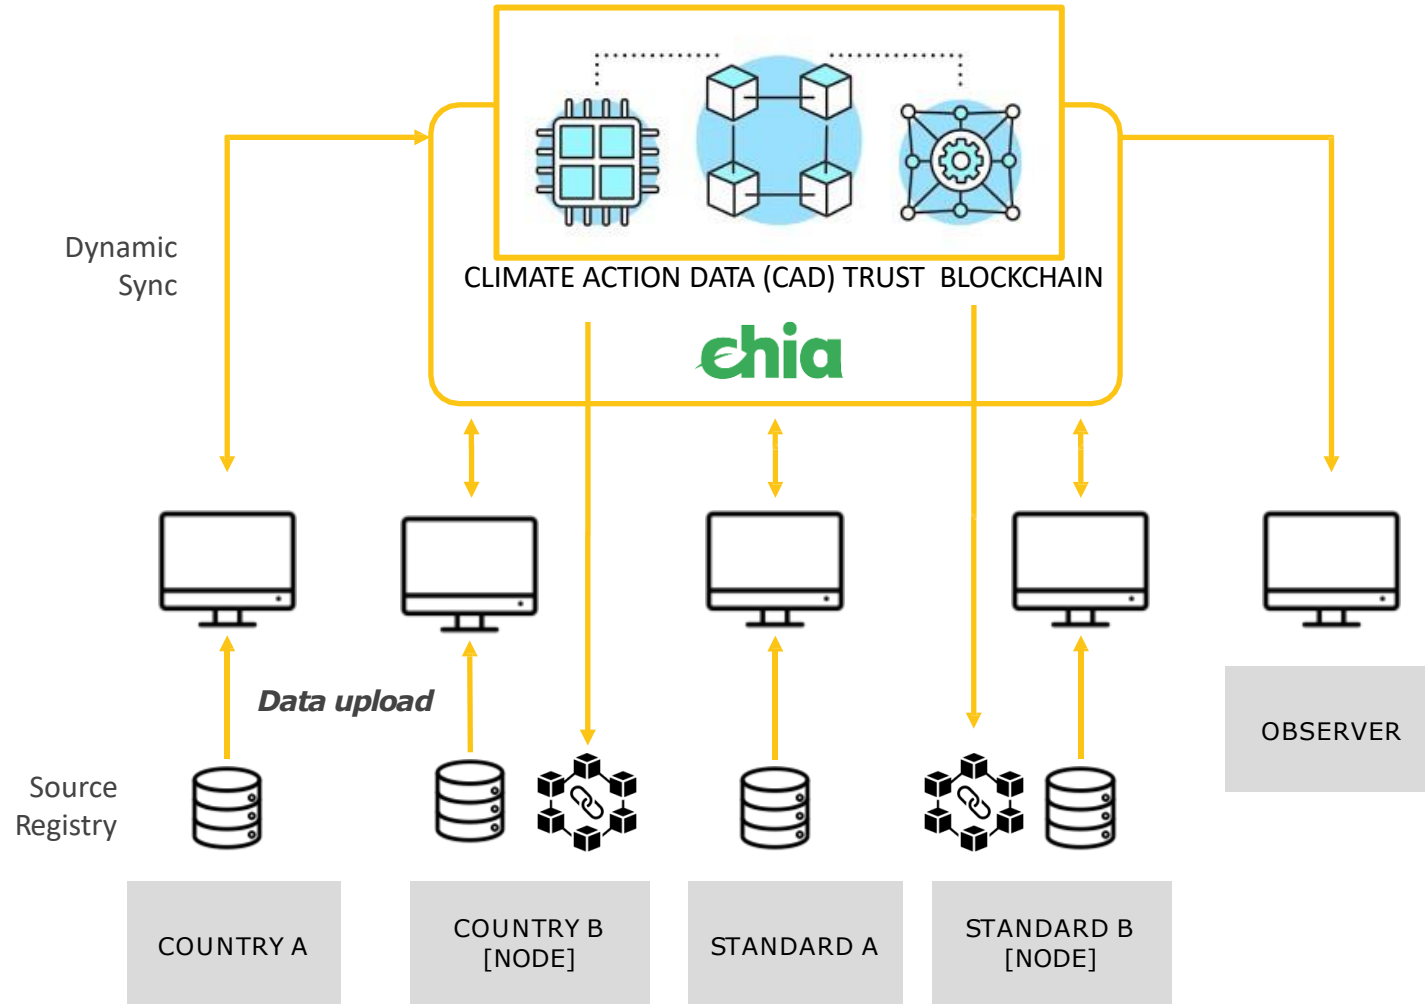 CLIMATE ACTION DATA (CAD) TRUST BLOCKCHAIN
chia
Dynamic
Sync
Data upload
Source
Registry
OBSERVER
COUNTRY A
COUNTRY B
[NODE]
STANDARD A
STANDARD B
[NODE]